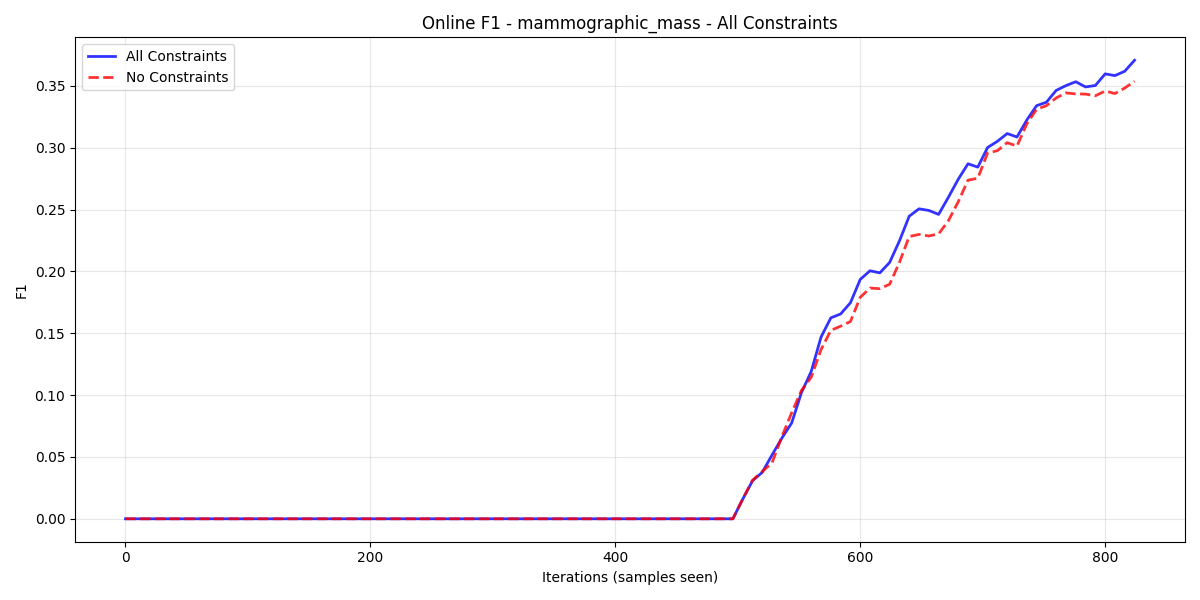 Online F1 - mammographic_mass - All Constraints
All Constraints
No Constraints
0.35
0.30
0.25
0.20
0.15
0.10
0.05
0.00
F1
0 200 400 600 800
Iterations (samples seen)